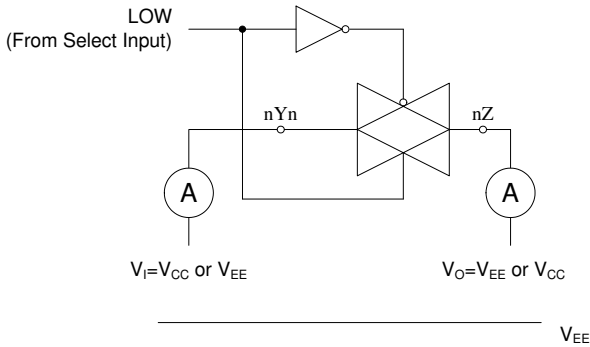 LOW
(From Select Input)
nYn
nZ
A
A
VI=VCC or VEE
VO=VEE or VCC
VEE